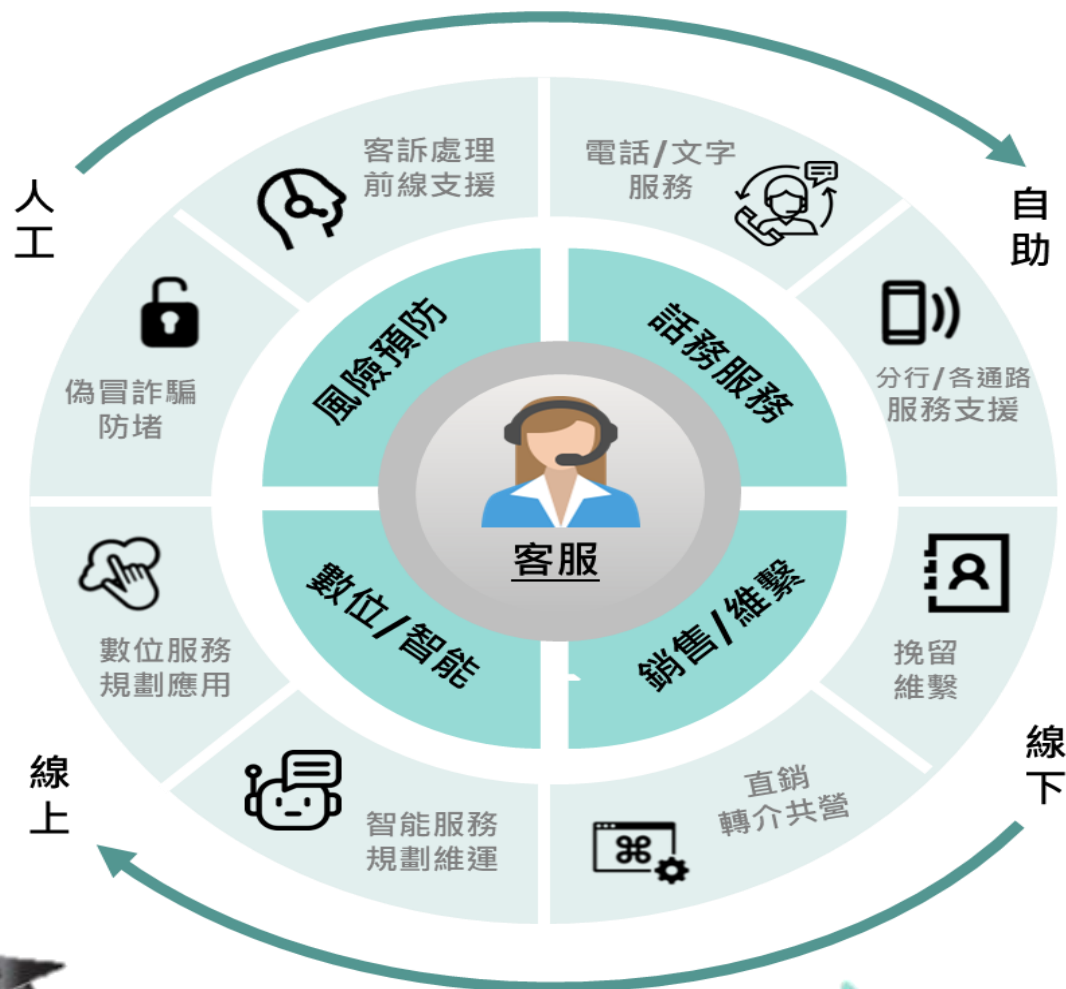 客訴處理
前線支援
電話/文字
服務
人工
自助
風險預防
話務服務
偽冒詐騙
防堵
分行/各通路
服務支援
客服
數位/智能
銷售/維繫
數位服務
規劃應用
挽留
維繫
線上
線下
直銷
轉介共營
智能服務
規劃維運